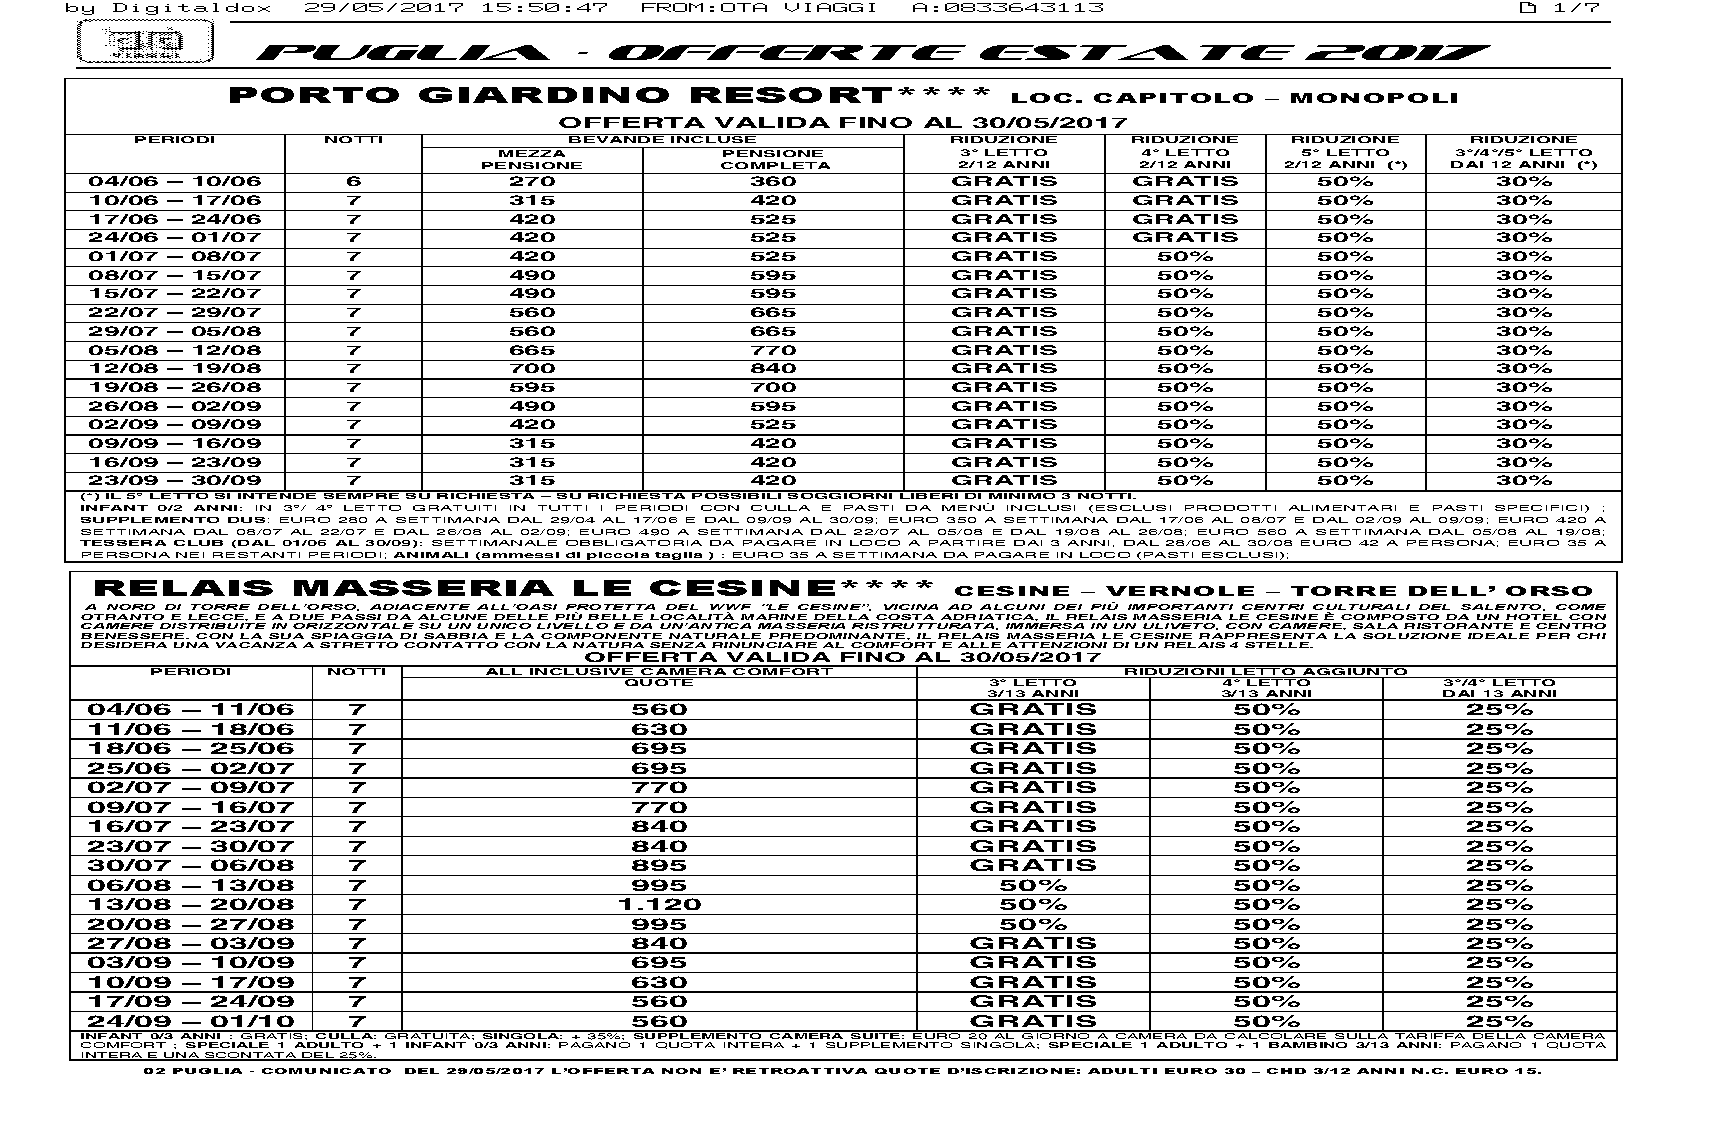 by Digitaldox 29/05/2017 15:50:47 FROM:OTA VIAGGI A:0833643113 1/7
PUGLIA - OFFERTE ESTATE 2017
PORTO GIARDINO RESORT**** LOC. CAPITOLO – MONOPOLI
OFFERTA VALIDA FINO AL 30/05/2017
PERIODI NOTTI BEVANDE INCLUSE RIDUZIONE RIDUZIONE RIDUZIONE RIDUZIONE
MEZZA PENSIONE 3° LETTO 4° LETTO 5° LETTO 3°/4°/5° LETTO
PENSIONE COMPLETA 2/12 ANNI 2/12 ANNI 2/12 ANNI (*) DAI 12 ANNI (*)
04/06 – 10/06 6 270 360 GRATIS GRATIS 50% 30%
10/06 – 17/06 7 315 420 GRATIS GRATIS 50% 30%
17/06 – 24/06 7 420 525 GRATIS GRATIS 50% 30%
24/06 – 01/07 7 420 525 GRATIS GRATIS 50% 30%
01/07 – 08/07 7 420 525 GRATIS 50% 50% 30%
08/07 – 15/07 7 490 595 GRATIS 50% 50% 30%
15/07 – 22/07 7 490 595 GRATIS 50% 50% 30%
22/07 – 29/07 7 560 665 GRATIS 50% 50% 30%
29/07 – 05/08 7 560 665 GRATIS 50% 50% 30%
05/08 – 12/08 7 665 770 GRATIS 50% 50% 30%
12/08 – 19/08 7 700 840 GRATIS 50% 50% 30%
19/08 – 26/08 7 595 700 GRATIS 50% 50% 30%
26/08 – 02/09 7 490 595 GRATIS 50% 50% 30%
02/09 – 09/09 7 420 525 GRATIS 50% 50% 30%
09/09 – 16/09 7 315 420 GRATIS 50% 50% 30%
16/09 – 23/09 7 315 420 GRATIS 50% 50% 30%
23/09 – 30/09 7 315 420 GRATIS 50% 50% 30%
(*) IL 5° LETTO SI INTENDE SEMPRE SU RICHIESTA – SU RICHIESTA POSSIBILI SOGGIORNI LIBERI DI MINIMO 3 NOTTI.
INFANT 0/2 ANNI: IN 3°/ 4° LETTO GRATUITI IN TUTTI I PERIODI CON CULLA E PASTI DA MENÙ INCLUSI (ESCLUSI PRODOTTI ALIMENTARI E PASTI SPECIFICI) ;
SUPPLEMENTO DUS: EURO 280 A SETTIMANA DAL 29/04 AL 17/06 E DAL 09/09 AL 30/09; EURO 350 A SETTIMANA DAL 17/06 AL 08/07 E DAL 02/09 AL 09/09; EURO 420 A
SETTIMANA DAL 08/07 AL 22/07 E DAL 26/08 AL 02/09; EURO 490 A SETTIMANA DAL 22/07 AL 05/08 E DAL 19/08 AL 26/08; EURO 560 A SETTIMANA DAL 05/08 AL 19/08;
TESSERA CLUB (DAL 01/06 AL 30/09): SETTIMANALE OBBLIGATORIA DA PAGARE IN LOCO A PARTIRE DAI 3 ANNI, DAL 28/06 AL 30/08 EURO 42 A PERSONA; EURO 35 A
PERSONA NEI RESTANTI PERIODI; ANIMALI (ammessi di piccola taglia ) : EURO 35 A SETTIMANA DA PAGARE IN LOCO (PASTI ESCLUSI);
RELAIS MASSERIA LE CESINE**** CESINE – VERNOLE – TORRE DELL' ORSO
A NORD DI TORRE DELL'ORSO, ADIACENTE ALL'OASI PROTETTA DEL WWF "LE CESINE", VICINA AD ALCUNI DEI PIÙ IMPORTANTI CENTRI CULTURALI DEL SALENTO, COME
OTRANTO E LECCE, E A DUE PASSI DA ALCUNE DELLE PIÙ BELLE LOCALITÀ MARINE DELLA COSTA ADRIATICA, IL RELAIS MASSERIA LE CESINE È COMPOSTO DA UN HOTEL CON
CAMERE DISTRIBUITE IN ORIZZONTALE SU UN UNICO LIVELLO E DA UN'ANTICA MASSERIA RISTRUTTURATA, IMMERSA IN UN ULIVETO, CON CAMERE, SALA RISTORANTE E CENTRO
BENESSERE. CON LA SUA SPIAGGIA DI SABBIA E LA COMPONENTE NATURALE PREDOMINANTE, IL RELAIS MASSERIA LE CESINE RAPPRESENTA LA SOLUZIONE IDEALE PER CHI
DESIDERA UNA VACANZA A STRETTO CONTATTO CON LA NATURA SENZA RINUNCIARE AL COMFORT E ALLE ATTENZIONI DI UN RELAIS 4 STELLE.
OFFERTA VALIDA FINO AL 30/05/2017
PERIODI NOTTI ALL INCLUSIVE CAMERA COMFORT RIDUZIONI LETTO AGGIUNTO
QUOTE 3° LETTO 4° LETTO 3°/4° LETTO
3/13 ANNI 3/13 ANNI DAI 13 ANNI
04/06 – 11/06 7 560 GRATIS 50% 25%
11/06 – 18/06 7 630 GRATIS 50% 25%
18/06 – 25/06 7 695 GRATIS 50% 25%
25/06 – 02/07 7 695 GRATIS 50% 25%
02/07 – 09/07 7 770 GRATIS 50% 25%
09/07 – 16/07 7 770 GRATIS 50% 25%
16/07 – 23/07 7 840 GRATIS 50% 25%
23/07 – 30/07 7 840 GRATIS 50% 25%
30/07 – 06/08 7 895 GRATIS 50% 25%
06/08 – 13/08 7 995 50% 50% 25%
13/08 – 20/08 7 1.120 50% 50% 25%
20/08 – 27/08 7 995 50% 50% 25%
27/08 – 03/09 7 840 GRATIS 50% 25%
03/09 – 10/09 7 695 GRATIS 50% 25%
10/09 – 17/09 7 630 GRATIS 50% 25%
17/09 – 24/09 7 560 GRATIS 50% 25%
24/09 – 01/10 7 560 GRATIS 50% 25%
INFANT 0/3 ANNI : GRATIS; CULLA: GRATUITA; SINGOLA: + 35%; SUPPLEMENTO CAMERA SUITE: EURO 20 AL GIORNO A CAMERA DA CALCOLARE SULLA TARIFFA DELLA CAMERA
COMFORT ; SPECIALE 1 ADULTO + 1 INFANT 0/3 ANNI: PAGANO 1 QUOTA INTERA + 1 SUPPLEMENTO SINGOLA; SPECIALE 1 ADULTO + 1 BAMBINO 3/13 ANNI: PAGANO 1 QUOTA
INTERA E UNA SCONTATA DEL 25%.
02 PUGLIA - COMUNICATO DEL 29/05/2017 L'OFFERTA NON E' RETROATTIVA QUOTE D'ISCRIZIONE: ADULTI EURO 30 – CHD 3/12 ANNI N.C. EURO 15.